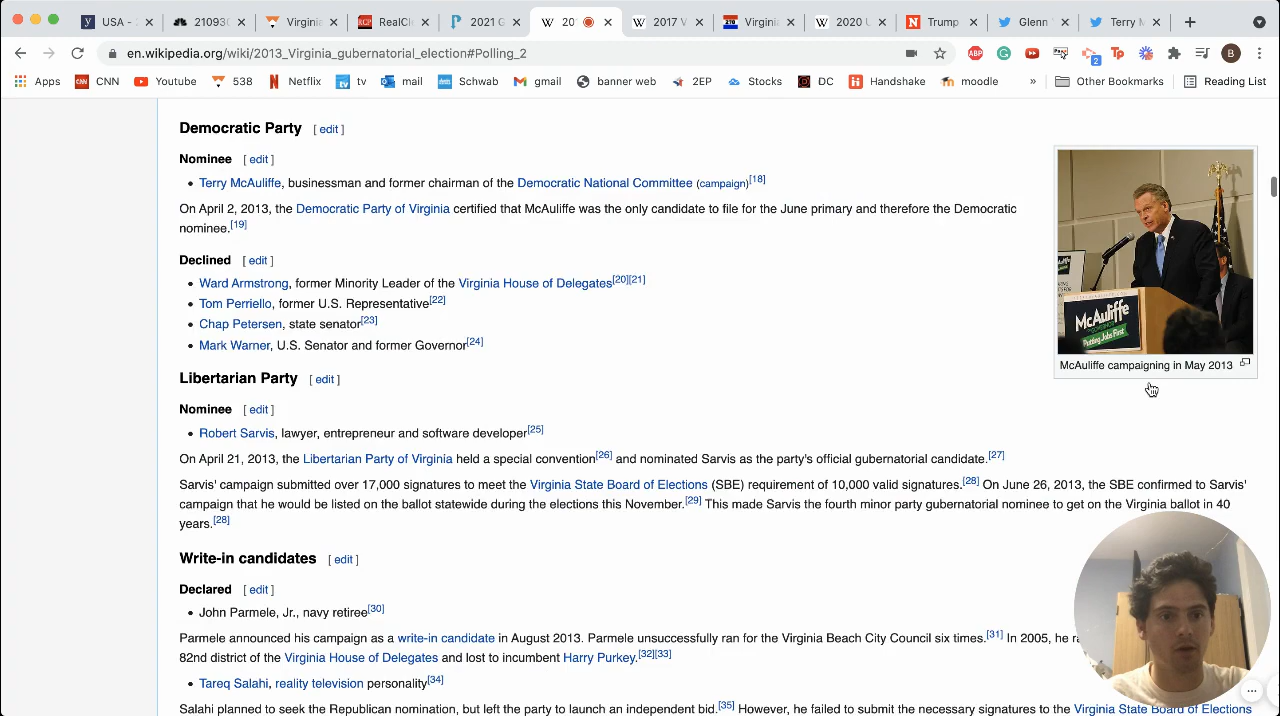 USA - 2
210930
Virginia
RealCle
2021 G
201
2017 V
Virginia
2020 U
Trump
Glenn
Terry M
en.wikipedia.org/wiki/2013_Virginia_gubernatorial_election#Polling_2
Apps CNN Youtube 538 Netflix tv mail Schwab gmail banner web 2EP Stocks DC Handshake moodle » Other Bookmarks Reading List
Democratic Party [ edit ]
Nominee [ edit ]
• Terry McAuliffe, businessman and former chairman of the Democratic National Committee (campaign)[18]
On April 2, 2013, the Democratic Party of Virginia certified that McAuliffe was the only candidate to file for the June primary and therefore the Democratic
nominee.[19]
Declined [ edit ]
• Ward Armstrong, former Minority Leader of the Virginia House of Delegates[20][21]
• Tom Perriello, former U.S. Representative[22]
• Chap Petersen, state senator[23]
• Mark Warner, U.S. Senator and former Governor[24]
McAuliffe
Putting Jobs First
McAuliffe campaigning in May 2013
Libertarian Party [ edit ]
Nominee [ edit ]
• Robert Sarvis, lawyer, entrepreneur and software developer[25]
On April 21, 2013, the Libertarian Party of Virginia held a special convention[26] and nominated Sarvis as the party's official gubernatorial candidate.[27]
Sarvis' campaign submitted over 17,000 signatures to meet the Virginia State Board of Elections (SBE) requirement of 10,000 valid signatures.[28] On June 26, 2013, the SBE confirmed to Sarvis'
campaign that he would be listed on the ballot statewide during the elections this November.[29] This made Sarvis the fourth minor party gubernatorial nominee to get on the Virginia ballot in 40
years.[28]
Write-in candidates [ edit ]
Declared [ edit ]
• John Parmele, Jr., navy retiree[30]
Parmele announced his campaign as a write-in candidate in August 2013. Parmele unsuccessfully ran for the Virginia Beach City Council six times.[31] In 2005, he
82nd district of the Virginia House of Delegates and lost to incumbent Harry Purkey.[32][33]
• Tareq Salahi, reality television personality[34]
Salahi planned to seek the Republican nomination, but left the party to launch an independent bid.[35] However, he failed to submit the necessary signatures to the Virginia State Board of Elections